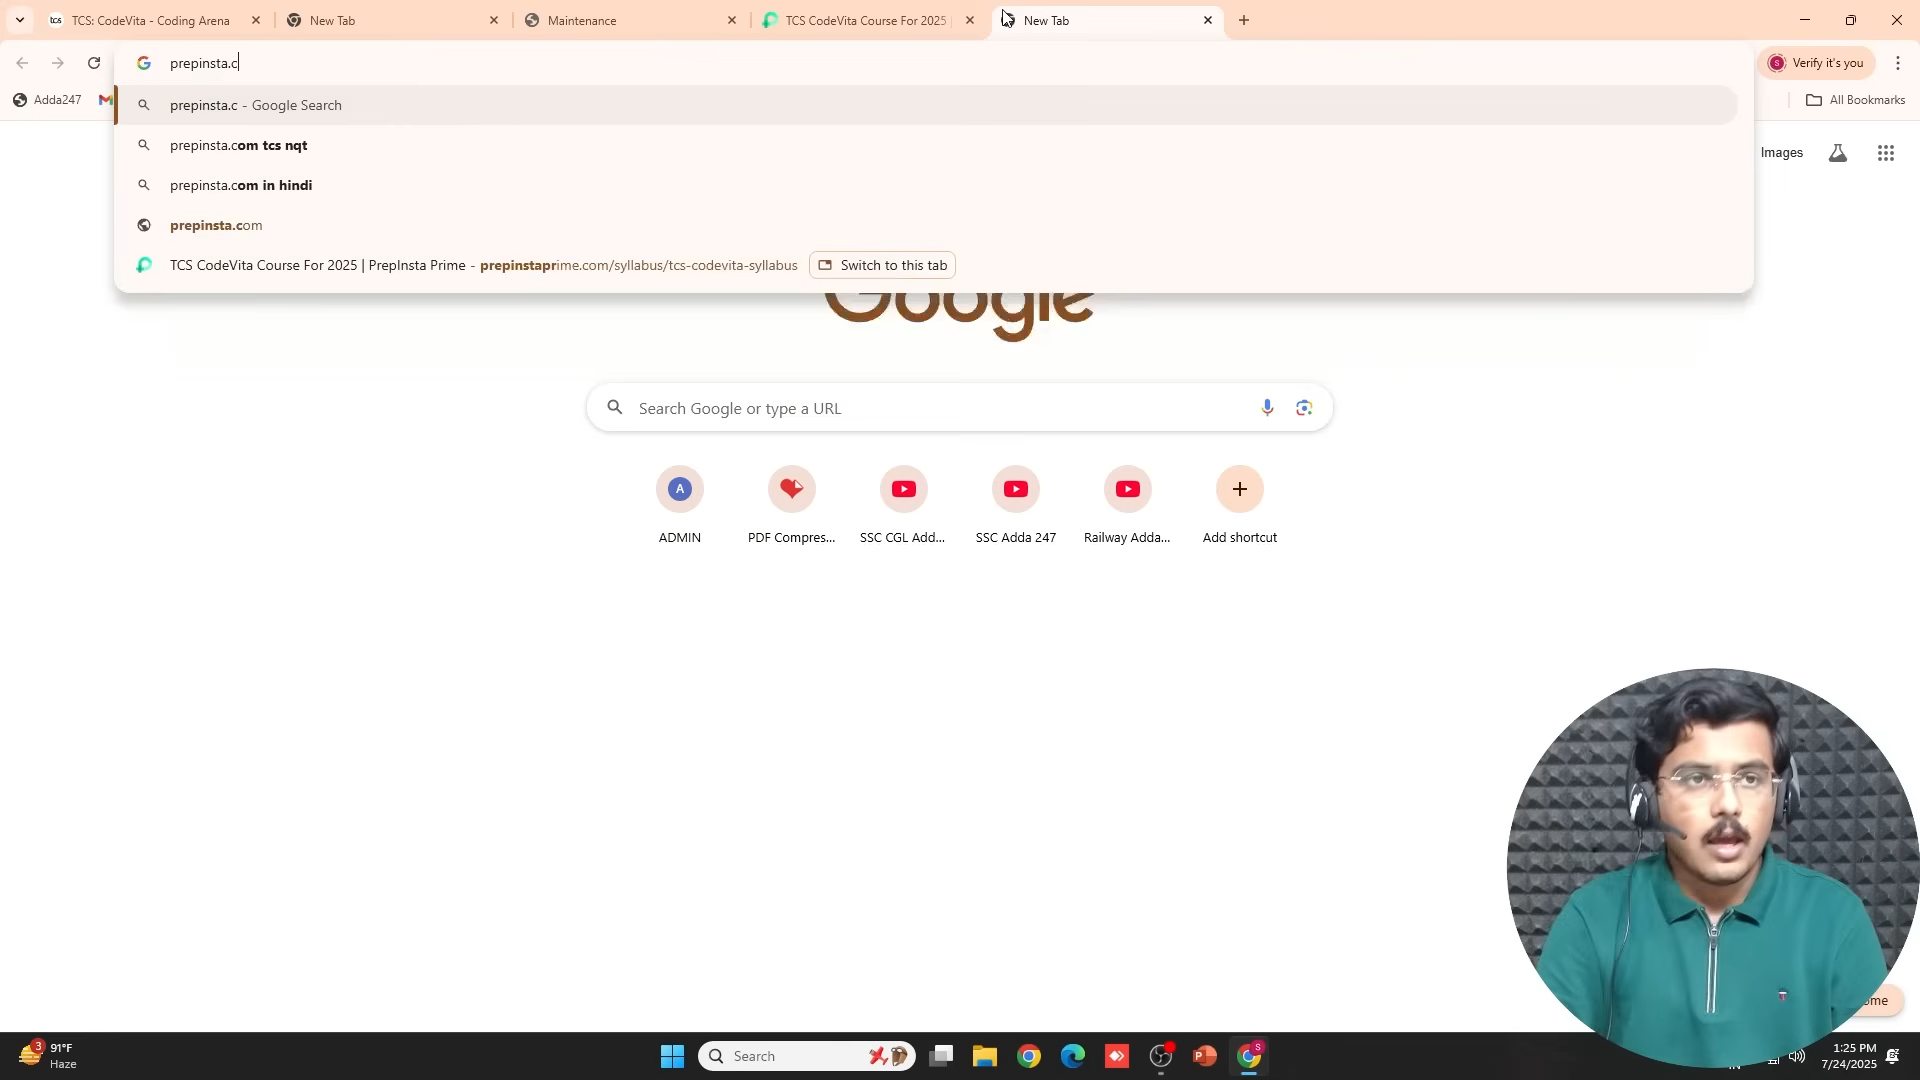 TCS: CodeVita - Coding Arena
New Tab
Maintenance
TCS CodeVita Course For 2025
New Tab
prepinsta.c
Verify it's you
Adda247
All Bookmarks
prepinsta.c - Google Search
prepinsta.com tcs nqt
prepinsta.com in hindi
prepinsta.com
TCS CodeVita Course For 2025 | PrepInsta Prime - prepinstaprime.com/syllabus/tcs-codevita-syllabus
Switch to this tab
Images
Google
Search Google or type a URL
A
ADMIN
PDF Compres...
SSC CGL Add...
SSC Adda 247
Railway Adda...
Add shortcut
3
91°F
Haze
Search
1:25 PM
7/24/2025